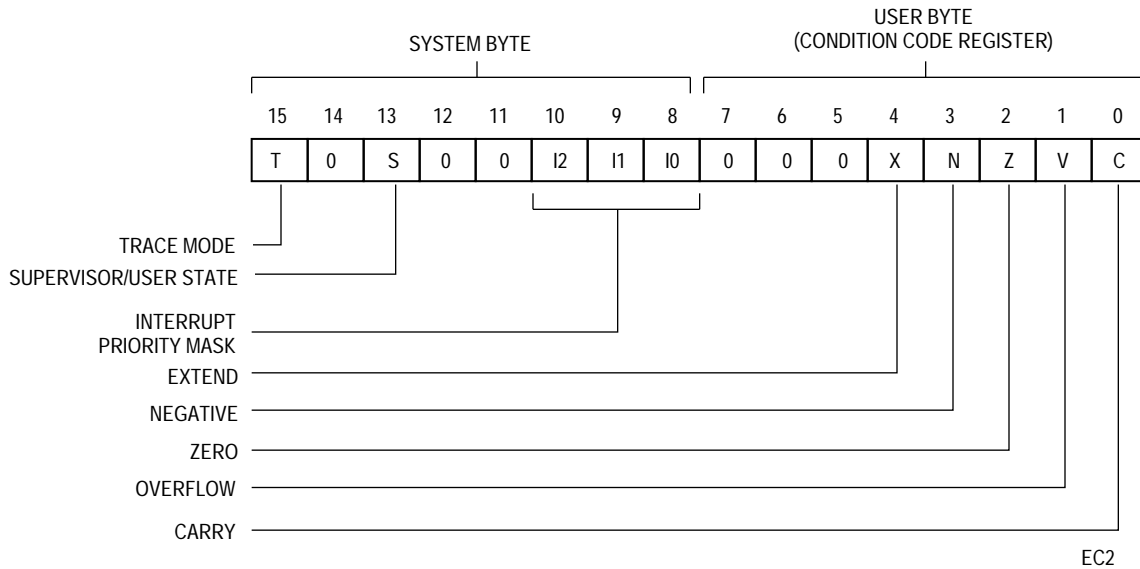 USER BYTE
(CONDITION CODE REGISTER)
SYSTEM BYTE
15 14 13 12 11 10 9 8 7 6 5 4 3 2 1 0
T 0 S 0 0 I2 I1 I0 0 0 0 X N Z V C
TRACE MODE
SUPERVISOR/USER STATE
INTERRUPT
PRIORITY MASK
EXTEND
NEGATIVE
ZERO
OVERFLOW
CARRY
EC2